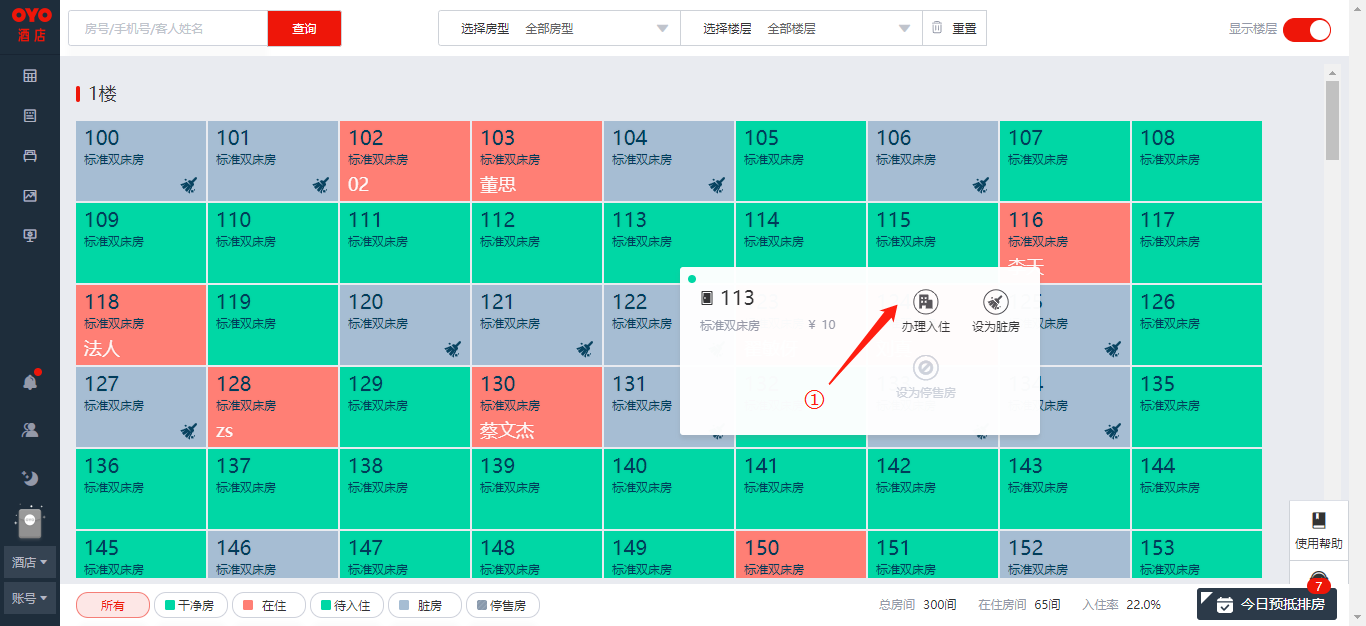 OYO
酒店
房号/手机号/客人姓名 查询 选择房型 全部房型 选择楼层 全部楼层 重置 显示楼层
1楼
100 101 102 103 104 105 106 107 108
标准双床房 标准双床房 标准双床房 标准双床房 标准双床房 标准双床房 标准双床房 标准双床房 标准双床房
02 董思
109 110 111 112 113 114 115 116 117
标准双床房 标准双床房 标准双床房 标准双床房 标准双床房 标准双床房 标准双床房 标准双床房 标准双床房
118 119 120 121 122 126
标准双床房 标准双床房 标准双床房 标准双床房 标准双床房 标准双床房
法人
113
标准双床房 ¥ 10
办理入住 设为脏房
设为停售房
①
127 128 129 130 131 135
标准双床房 标准双床房 标准双床房 标准双床房 标准双床房 标准双床房
zs 蔡文杰
136 137 138 139 140 141 142 143 144
标准双床房 标准双床房 标准双床房 标准双床房 标准双床房 标准双床房 标准双床房 标准双床房 标准双床房
145 146 147 148 149 150 151 152 153
标准双床房 标准双床房 标准双床房 标准双床房 标准双床房 标准双床房 标准双床房 标准双床房 标准双床房
使用帮助
酒店
账号
所有 干净房 在住 待入住 脏房 停售房 总房间 300间 在住房间 65间 入住率 22.0%
7
今日预抵排房